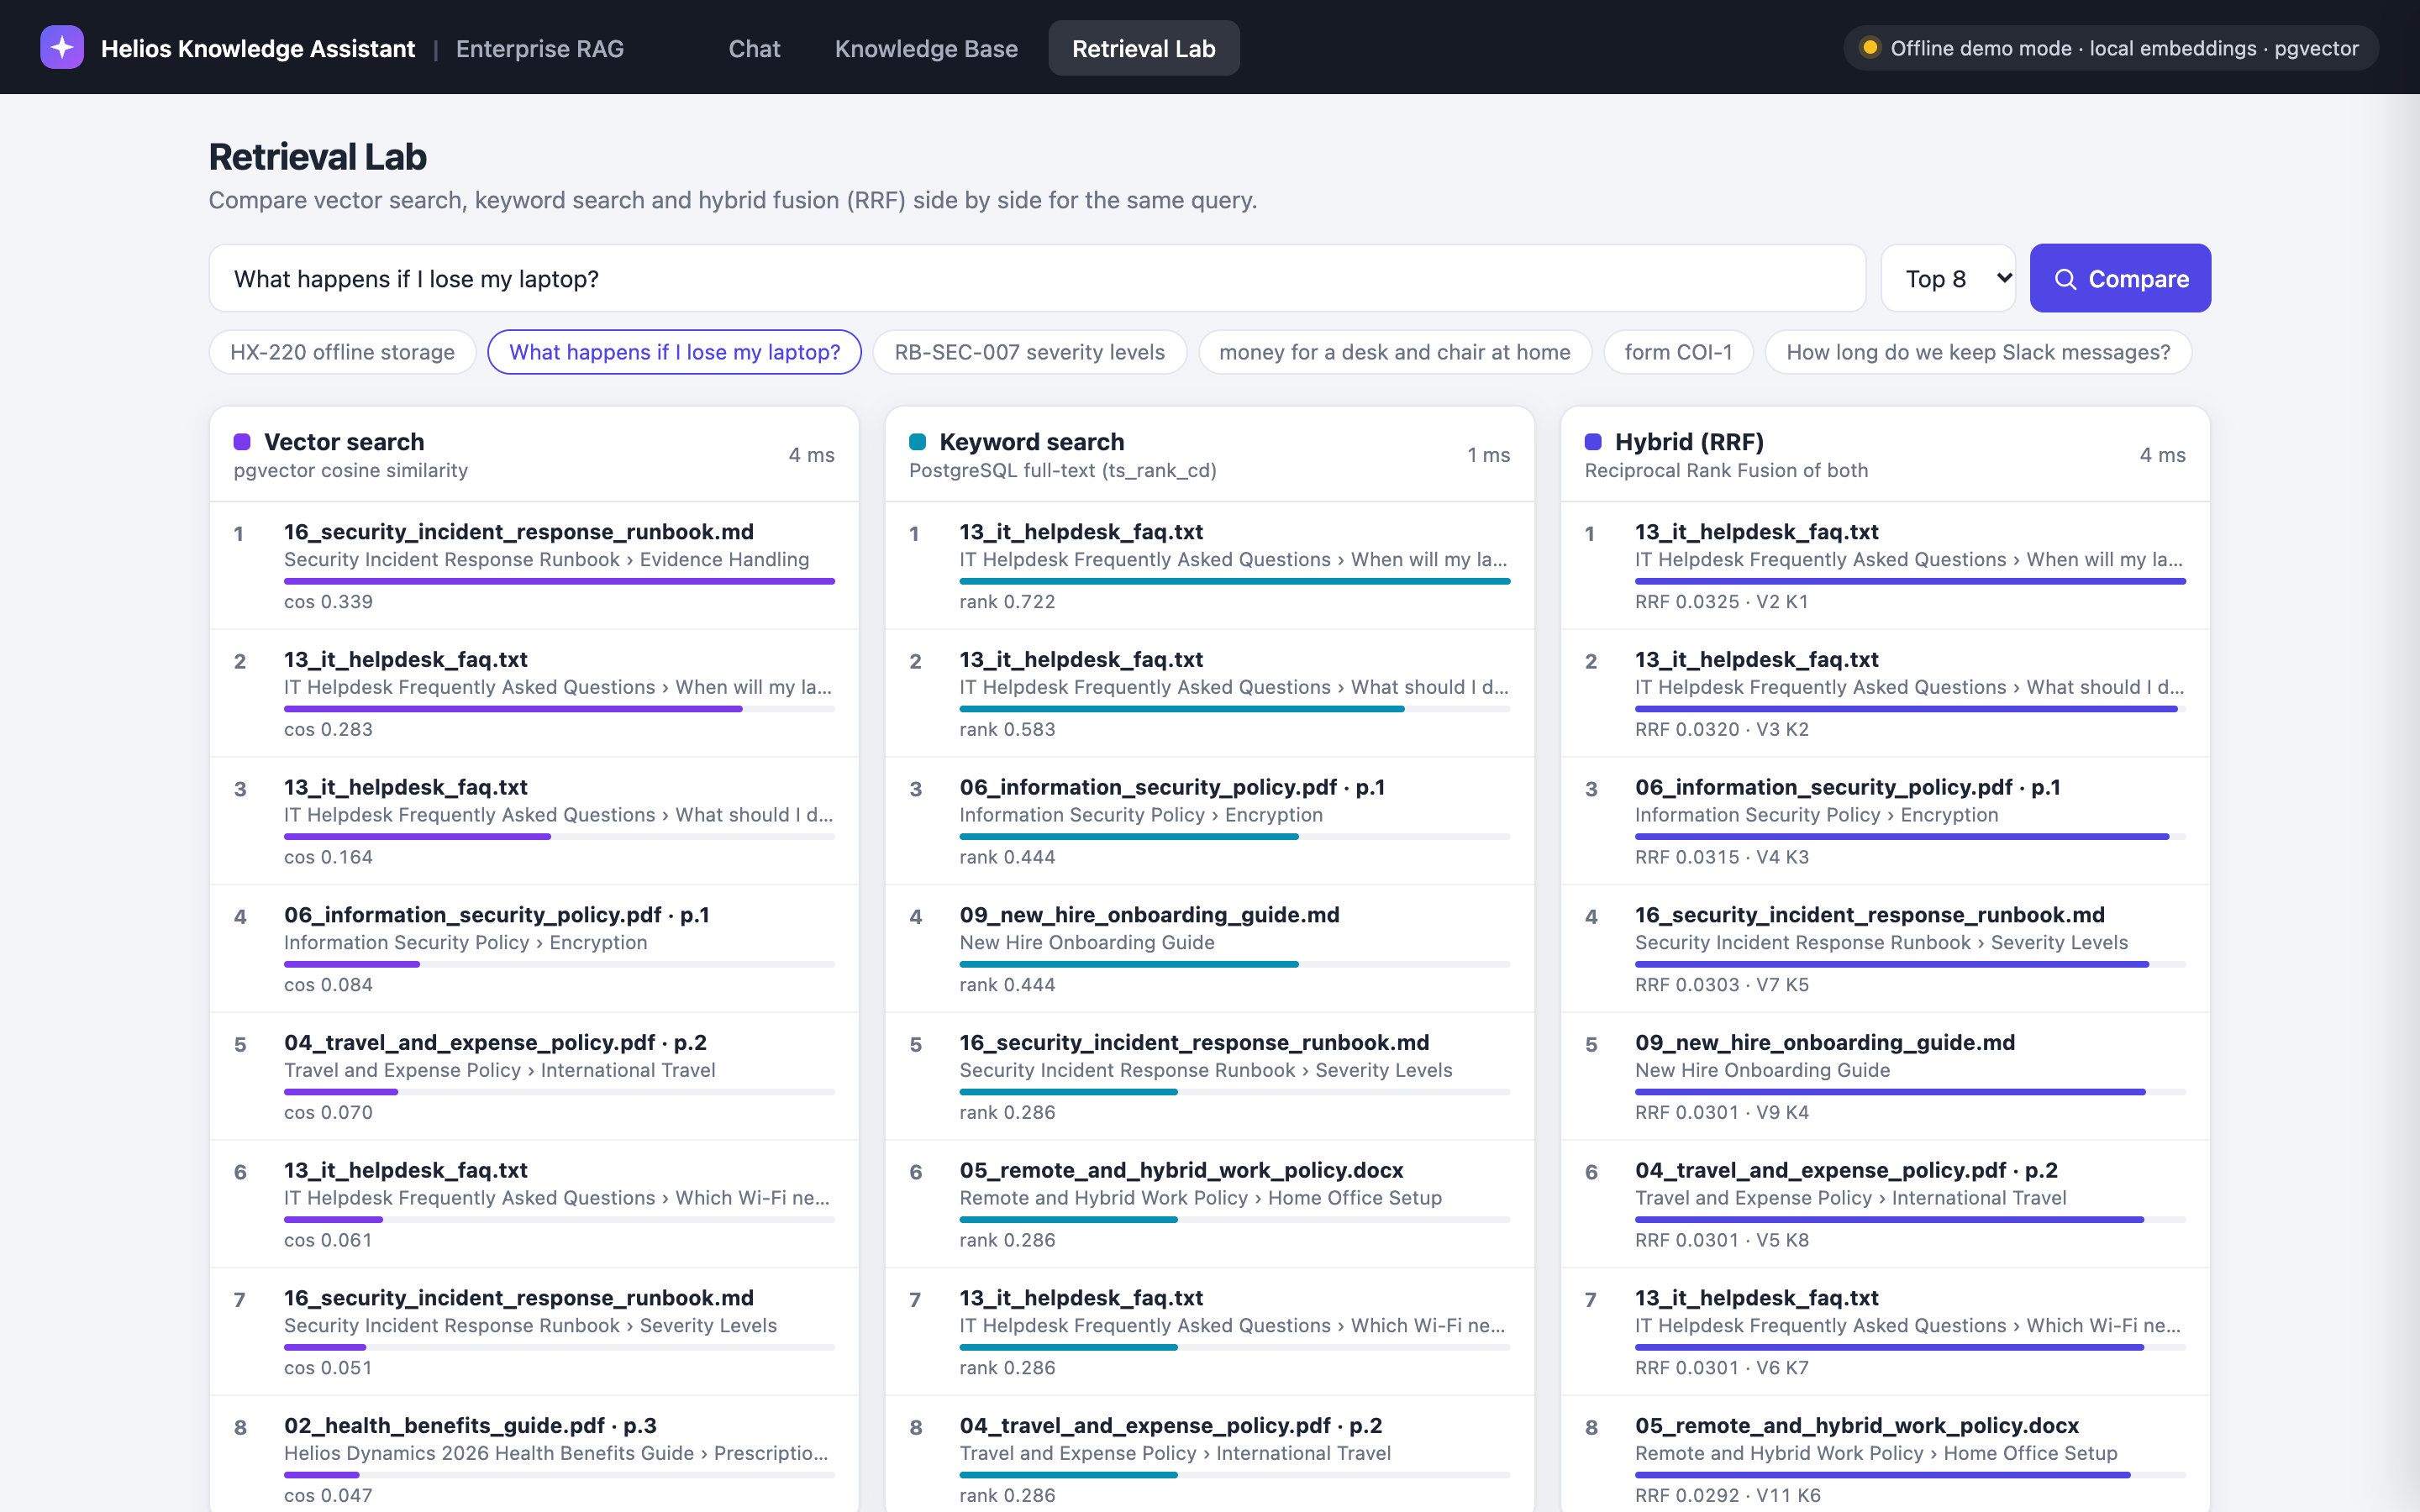 Helios Knowledge Assistant | Enterprise RAG Chat Knowledge Base Retrieval Lab Offline demo mode · local embeddings · pgvector
Retrieval Lab
Compare vector search, keyword search and hybrid fusion (RRF) side by side for the same query.
What happens if I lose my laptop? Top 8 Compare
HX-220 offline storage What happens if I lose my laptop? RB-SEC-007 severity levels money for a desk and chair at home form COI-1 How long do we keep Slack messages?
Vector search
pgvector cosine similarity
4 ms
1 16_security_incident_response_runbook.md
Security Incident Response Runbook › Evidence Handling
cos 0.339
2 13_it_helpdesk_faq.txt
IT Helpdesk Frequently Asked Questions › When will my la...
cos 0.283
3 13_it_helpdesk_faq.txt
IT Helpdesk Frequently Asked Questions › What should I d...
cos 0.164
4 06_information_security_policy.pdf · p.1
Information Security Policy › Encryption
cos 0.084
5 04_travel_and_expense_policy.pdf · p.2
Travel and Expense Policy › International Travel
cos 0.070
6 13_it_helpdesk_faq.txt
IT Helpdesk Frequently Asked Questions › Which Wi-Fi ne...
cos 0.061
7 16_security_incident_response_runbook.md
Security Incident Response Runbook › Severity Levels
cos 0.051
8 02_health_benefits_guide.pdf · p.3
Helios Dynamics 2026 Health Benefits Guide › Prescriptio...
cos 0.047
Keyword search
PostgreSQL full-text (ts_rank_cd)
1 ms
1 13_it_helpdesk_faq.txt
IT Helpdesk Frequently Asked Questions › When will my la...
rank 0.722
2 13_it_helpdesk_faq.txt
IT Helpdesk Frequently Asked Questions › What should I d...
rank 0.583
3 06_information_security_policy.pdf · p.1
Information Security Policy › Encryption
rank 0.444
4 09_new_hire_onboarding_guide.md
New Hire Onboarding Guide
rank 0.444
5 16_security_incident_response_runbook.md
Security Incident Response Runbook › Severity Levels
rank 0.286
6 05_remote_and_hybrid_work_policy.docx
Remote and Hybrid Work Policy › Home Office Setup
rank 0.286
7 13_it_helpdesk_faq.txt
IT Helpdesk Frequently Asked Questions › Which Wi-Fi ne...
rank 0.286
8 04_travel_and_expense_policy.pdf · p.2
Travel and Expense Policy › International Travel
rank 0.286
Hybrid (RRF)
Reciprocal Rank Fusion of both
4 ms
1 13_it_helpdesk_faq.txt
IT Helpdesk Frequently Asked Questions › When will my la...
RRF 0.0325 · V2 K1
2 13_it_helpdesk_faq.txt
IT Helpdesk Frequently Asked Questions › What should I d...
RRF 0.0320 · V3 K2
3 06_information_security_policy.pdf · p.1
Information Security Policy › Encryption
RRF 0.0315 · V4 K3
4 16_security_incident_response_runbook.md
Security Incident Response Runbook › Severity Levels
RRF 0.0303 · V7 K5
5 09_new_hire_onboarding_guide.md
New Hire Onboarding Guide
RRF 0.0301 · V9 K4
6 04_travel_and_expense_policy.pdf · p.2
Travel and Expense Policy › International Travel
RRF 0.0301 · V5 K8
7 13_it_helpdesk_faq.txt
IT Helpdesk Frequently Asked Questions › Which Wi-Fi ne...
RRF 0.0301 · V6 K7
8 05_remote_and_hybrid_work_policy.docx
Remote and Hybrid Work Policy › Home Office Setup
RRF 0.0292 · V11 K6